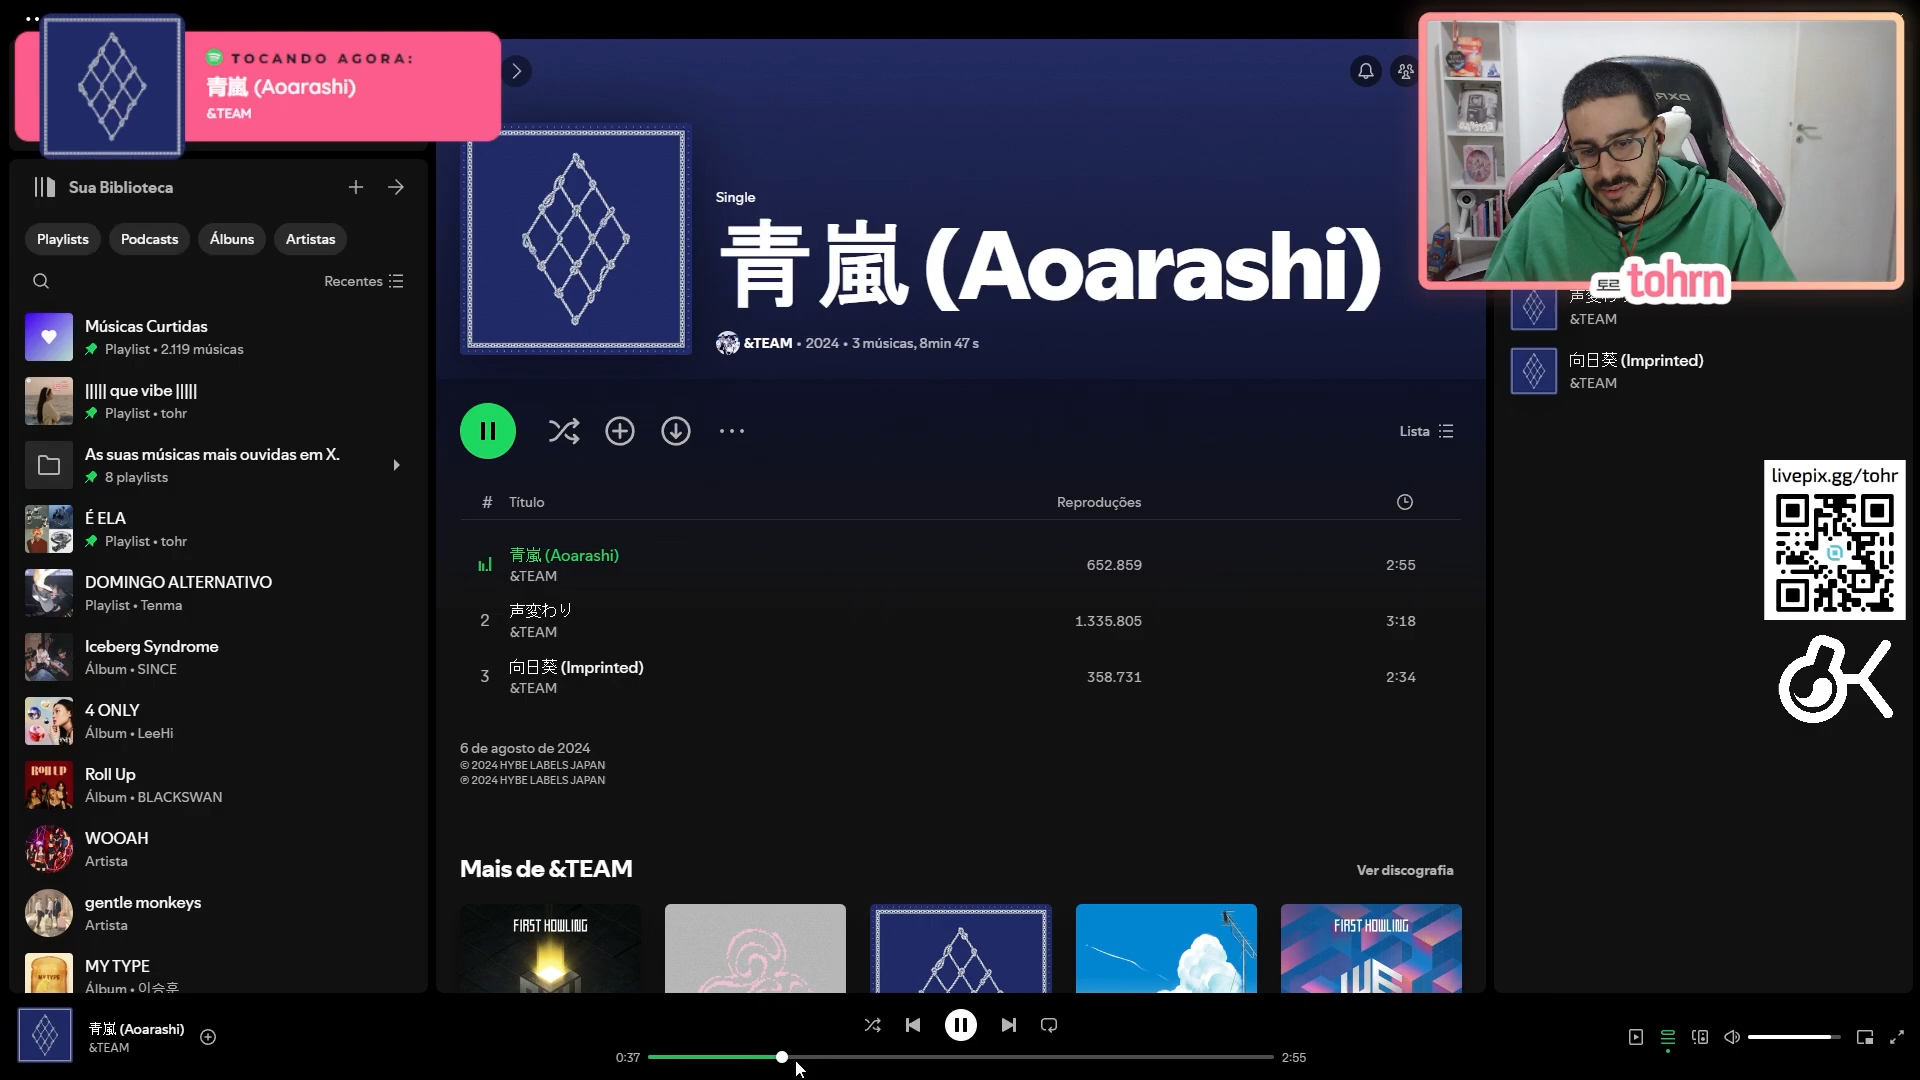 TOCANDO AGORA:
青嵐 (Aoarashi)
&TEAM
Sua Biblioteca
Playlists
Podcasts
Álbuns
Artistas
Recentes
Músicas Curtidas
Playlist • 2.119 músicas
||||| que vibe |||||
Playlist • tohr
As suas músicas mais ouvidas em X.
8 playlists
É ELA
Playlist • tohr
DOMINGO ALTERNATIVO
Playlist • Tenma
Iceberg Syndrome
Álbum • SINCE
4 ONLY
Álbum • LeeHi
Roll Up
Álbum • BLACKSWAN
WOOAH
Artista
gentle monkeys
Artista
MY TYPE
Álbum • 이승훈
Single
青嵐 (Aoarashi)
&TEAM • 2024 • 3 músicas, 8min 47 s
Lista
# Título Reproduções
青嵐 (Aoarashi)
&TEAM
652.859
2:55
2
声変わり
&TEAM
1.335.805
3:18
3
向日葵 (Imprinted)
&TEAM
358.731
2:34
6 de agosto de 2024
© 2024 HYBE LABELS JAPAN
℗ 2024 HYBE LABELS JAPAN
Mais de &TEAM
Ver discografia
FIRST HOWLING
FIRST HOWLING
WE
토르 tohrn
&TEAM
向日葵 (Imprinted)
&TEAM
livepix.gg/tohr
青嵐 (Aoarashi)
&TEAM
0:37
2:55